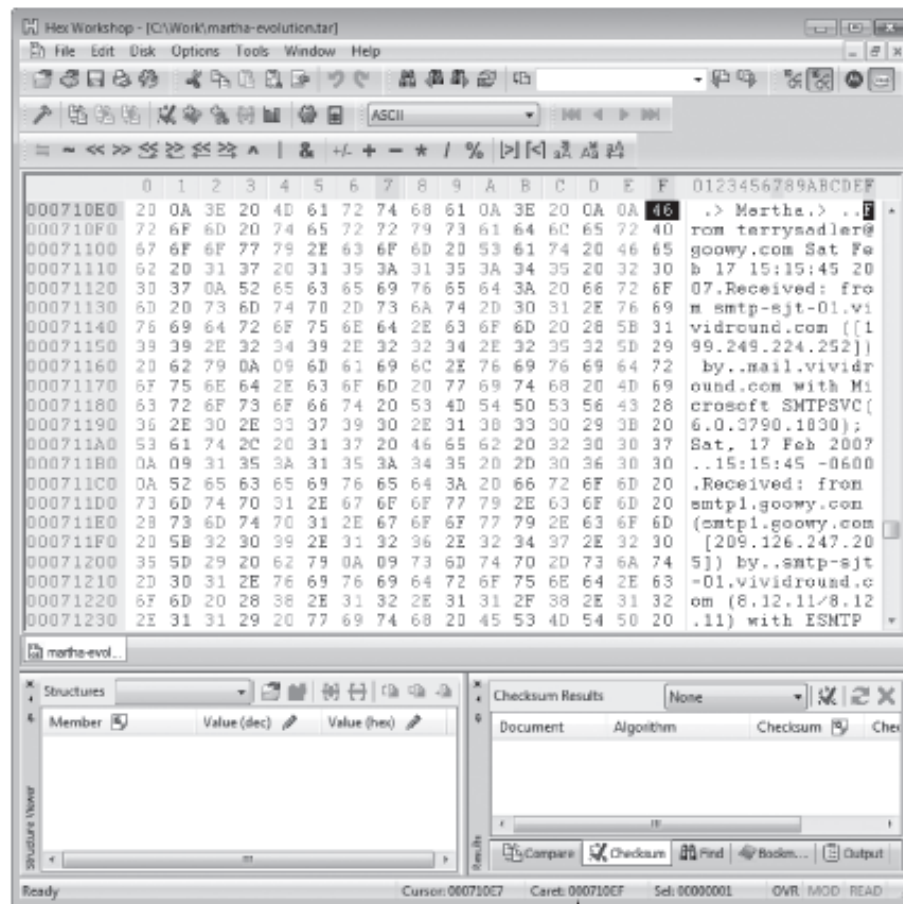 Hex Workshop - [C:\Work\martha-evolution.tar]
File Edit Disk Options Tools Window Help
ASCII
0 1 2 3 4 5 6 7 8 9 A B C D E F 0123456789ABCDEF
000710E0 20 0A 3E 20 4D 61 72 74 68 61 0A 3E 20 0A 0A 46 .> Martha.> ..F
000710F0 72 6F 6D 20 74 65 72 72 79 73 61 64 6C 65 72 40 rom terrysadler@
00071100 67 6F 6F 77 79 2E 63 6F 6D 20 53 61 74 20 46 65 goowy.com Sat Fe
00071110 62 20 31 37 20 31 35 3A 31 35 3A 34 35 20 32 30 b 17 15:15:45 20
00071120 30 37 0A 52 65 63 65 69 76 65 64 3A 20 66 72 6F 07.Received: fro
00071130 6D 20 73 6D 74 70 2D 73 6A 74 2D 30 31 2E 76 69 m smtp-sjt-01.vi
00071140 76 69 64 72 6F 75 6E 64 2E 63 6F 6D 20 28 5B 31 vidround.com ([1
00071150 39 39 2E 32 34 39 2E 32 32 34 2E 32 35 32 5D 29 99.249.224.252])
00071160 20 62 79 0A 09 6D 61 69 6C 2E 76 69 76 69 64 72 by..mail.vividr
00071170 6F 75 6E 64 2E 63 6F 6D 20 77 69 74 68 20 4D 69 ound.com with Mi
00071180 63 72 6F 73 6F 66 74 20 53 4D 54 50 53 56 43 28 crosoft SMTPSVC(
00071190 36 2E 30 2E 33 37 39 30 2E 31 38 33 30 29 3B 20 6.0.3790.1830);
000711A0 53 61 74 2C 20 31 37 20 46 65 62 20 32 30 30 37 Sat, 17 Feb 2007
000711B0 0A 09 31 35 3A 31 35 3A 34 35 20 2D 30 36 30 30 ..15:15:45 -0600
000711C0 0A 52 65 63 65 69 76 65 64 3A 20 66 72 6F 6D 20 .Received: from
000711D0 73 6D 74 70 31 2E 67 6F 6F 77 79 2E 63 6F 6D 20 smtp1.goowy.com
000711E0 28 73 6D 74 70 31 2E 67 6F 6F 77 79 2E 63 6F 6D (smtp1.goowy.com
000711F0 20 5B 32 30 39 2E 31 32 36 2E 32 34 37 2E 32 30 [209.126.247.20
00071200 35 5D 29 20 62 79 0A 09 73 6D 74 70 2D 73 6A 74 5]) by..smtp-sjt
00071210 2D 30 31 2E 76 69 76 69 64 72 6F 75 6E 64 2E 63 -01.vividround.c
00071220 6F 6D 20 28 38 2E 31 32 2E 31 31 2F 38 2E 31 32 om (8.12.11/8.12
00071230 2E 31 31 29 20 77 69 74 68 20 45 53 4D 54 50 20 .11) with ESMTP
martha-evol...
Structures
Member Value (dec) Value (hex)
Structure Viewer
Checksum Results None
Document Algorithm Checksum Chec
Results
Compare Checksum Find Bookm... Output
Ready Cursor: 000710E7 Caret: 000710EF Sel: 00000001 OVR MOD READ